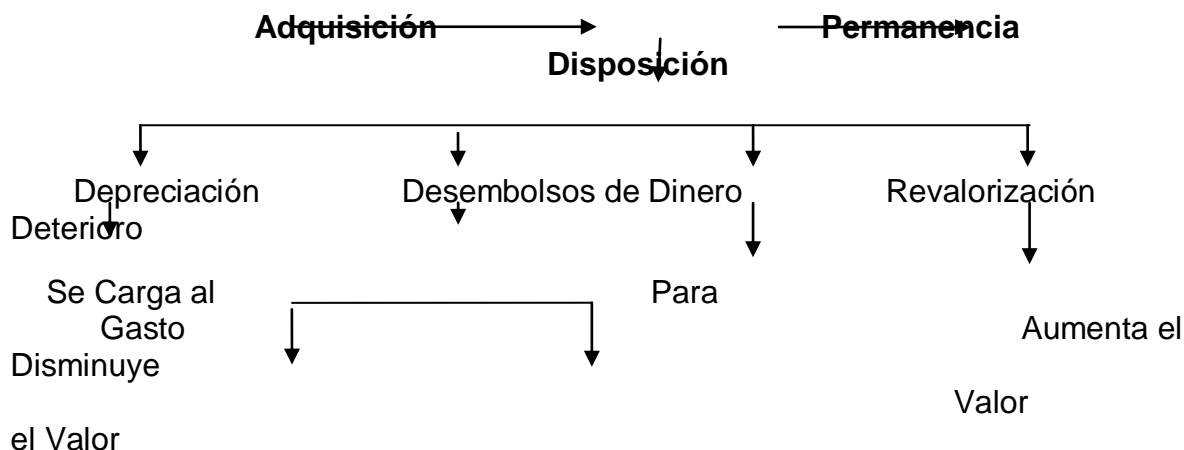 Adquisición Permanencia
Disposición
Depreciación Desembolsos de Dinero Revalorización
Deterioro
Se Carga al Para
Gasto Aumenta el
Disminuye
Valor
el Valor